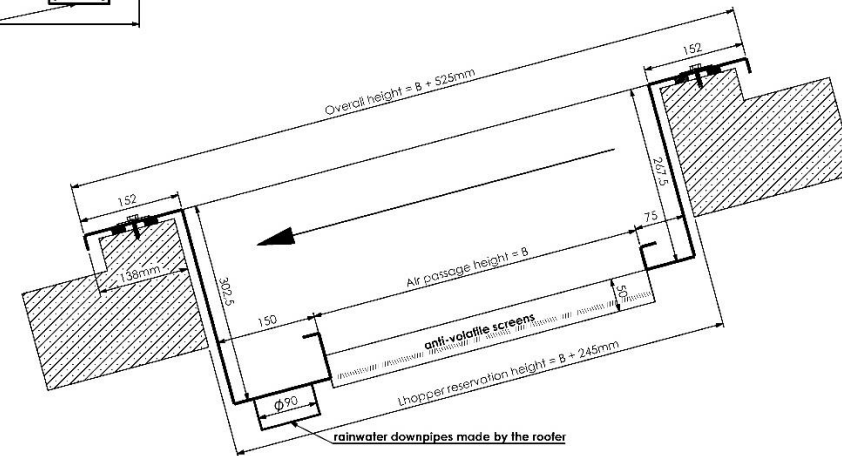 152
Overall height = B + 525mm
152
267.5
75
138mm
302.5
150
Air passage height = B
50
anti-volatile screens
Lhopper reservation height = B + 245mm
Φ90
rainwater downpipes made by the roofer